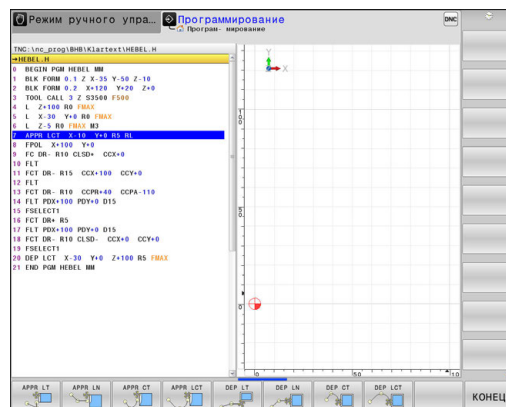 Режим ручного упра…
Программирование
Програм- мирование
DNC
TNC:\nc_prog\BHB\Klartext\HEBEL.H
→HEBEL.H
0 BEGIN PGM HEBEL MM
1 BLK FORM 0.1 Z X-35 Y-50 Z-10
2 BLK FORM 0.2 X+120 Y+20 Z+0
3 TOOL CALL 3 Z S3500 F500
4 L Z+100 R0 FMAX
5 L X-30 Y+0 R0 FMAX
6 L Z-5 R0 FMAX M3
7 APPR LCT X-10 Y+0 R5 RL
8 FPOL X+100 Y+0
9 FC DR- R10 CLSD+ CCX+0
10 FLT
11 FCT DR- R15 CCX+100 CCY+0
12 FLT
13 FCT DR- R10 CCPR+40 CCPA-110
14 FLT PDX+100 PDY+0 D15
15 FSELECT1
16 FCT DR+ R5
17 FLT PDX+100 PDY+0 D15
18 FCT DR- R10 CLSD- CCX+0 CCY+0
19 FSELECT1
20 DEP LCT X-30 Y+0 Z+100 R5 FMAX
21 END PGM HEBEL MM
Y
X
100
50
0
0 50 10
APPR LT APPR LN APPR CT APPR LCT DEP LT DEP LN DEP CT DEP LCT
КОНЕЦ